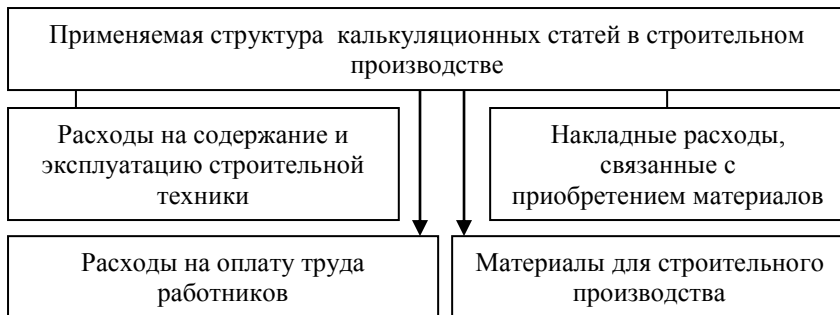 Применяемая структура калькуляционных статей в строительном
производстве
Расходы на содержание и
эксплуатацию строительной
техники
Накладные расходы,
связанные с
приобретением материалов
Расходы на оплату труда
работников
Материалы для строительного
производства